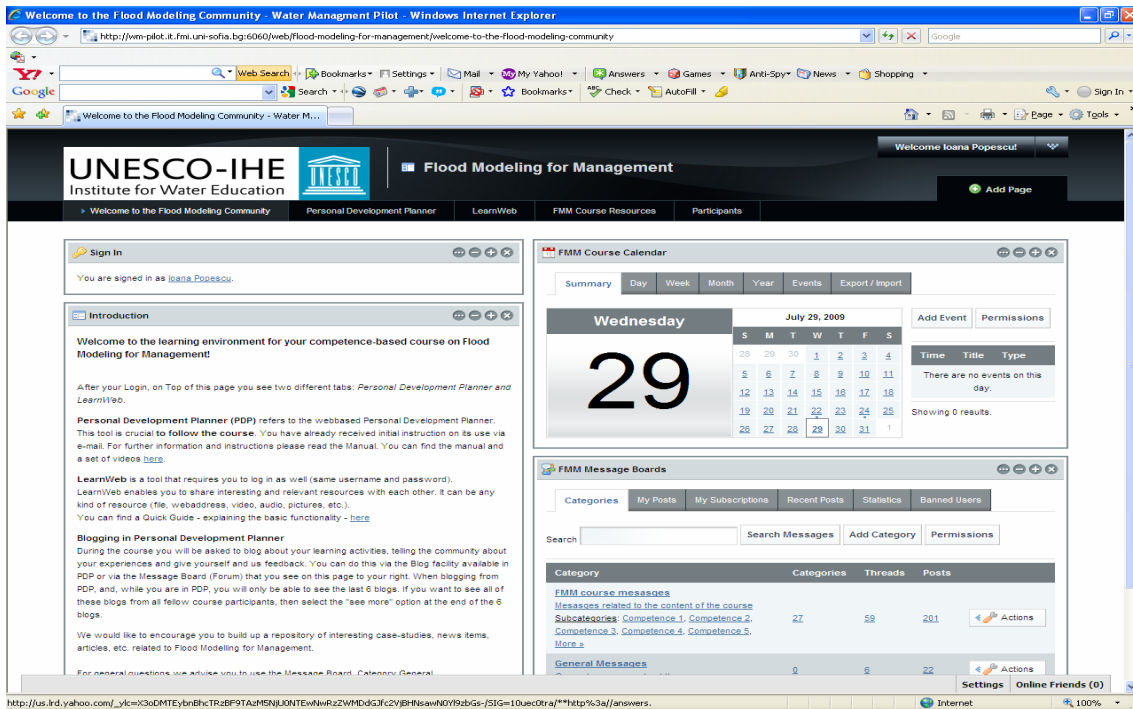 Welcome to the Flood Modeling Community - Water Managment Pilot - Windows Internet Explorer
http://wm-pilot.it.fmi.uni-sofia.bg:6060/web/flood-modeling-for-management/welcome-to-the-flood-modeling-community
Google
Web Search Bookmarks Settings Mail My Yahoo! Answers Games Anti-Spy News Shopping
Google Search Bookmarks Check AutoFill Sign In
Welcome to the Flood Modeling Community - Water M... Page Tools
Welcome Ioana Popescu!
UNESCO-IHE
Institute for Water Education
UNESCO
Flood Modeling for Management
Add Page
Welcome to the Flood Modeling Community Personal Development Planner LearnWeb FMM Course Resources Participants
Sign In
You are signed in as Ioana Popescu.
Introduction
Welcome to the learning environment for your competence-based course on Flood
Modeling for Management!
After your Login, on Top of this page you see two different tabs: Personal Development Planner and
LearnWeb.
Personal Development Planner (PDP) refers to the webbased Personal Development Planner.
This tool is crucial to follow the course. You have already received initial instruction on its use via
e-mail. For further information and instructions please read the Manual. You can find the manual and
a set of videos here.
LearnWeb is a tool that requires you to log in as well (same username and password).
LearnWeb enables you to share interesting and relevant resources with each other. It can be any
kind of resource (file, webaddress, video, audio, pictures, etc.).
You can find a Quick Guide - explaining the basic functionality - here
Blogging in Personal Development Planner
During the course you will be asked to blog about your learning activities, telling the community about
your experiences and give yourself and us feedback. You can do this via the Blog facility available in
PDP or via the Message Board (Forum) that you see on this page to your right. When blogging from
PDP, and, while you are in PDP, you will only be able to see the last 6 blogs. If you want to see all of
these blogs from all fellow course participants, then select the "see more" option at the end of the 6
blogs.
We would like to encourage you to build up a repository of interesting case-studies, news items,
articles, etc. related to Flood Modelling for Management.
For general questions we advise you to use the Message Board, Category General
FMM Course Calendar
Summary Day Week Month Year Events Export / Import
Wednesday
29
July 29, 2009
S M T W T F S
28 29 30 1 2 3 4
5 6 7 8 9 10 11
12 13 14 15 16 17 18
19 20 21 22 23 24 25
26 27 28 29 30 31 1
Add Event Permissions
Time Title Type
There are no events on this
day.
Showing 0 results.
FMM Message Boards
Categories My Posts My Subscriptions Recent Posts Statistics Banned Users
Search Search Messages Add Category Permissions
Category Categories Threads Posts
FMM course mesasges
Mesasges related to the content of the course
Subcategories: Competence 1, Competence 2,
Competence 3, Competence 4, Competence 5,
More »
27 59 201 Actions
General Messages
0 6 22 Actions
Settings Online Friends (0)
Internet 100%